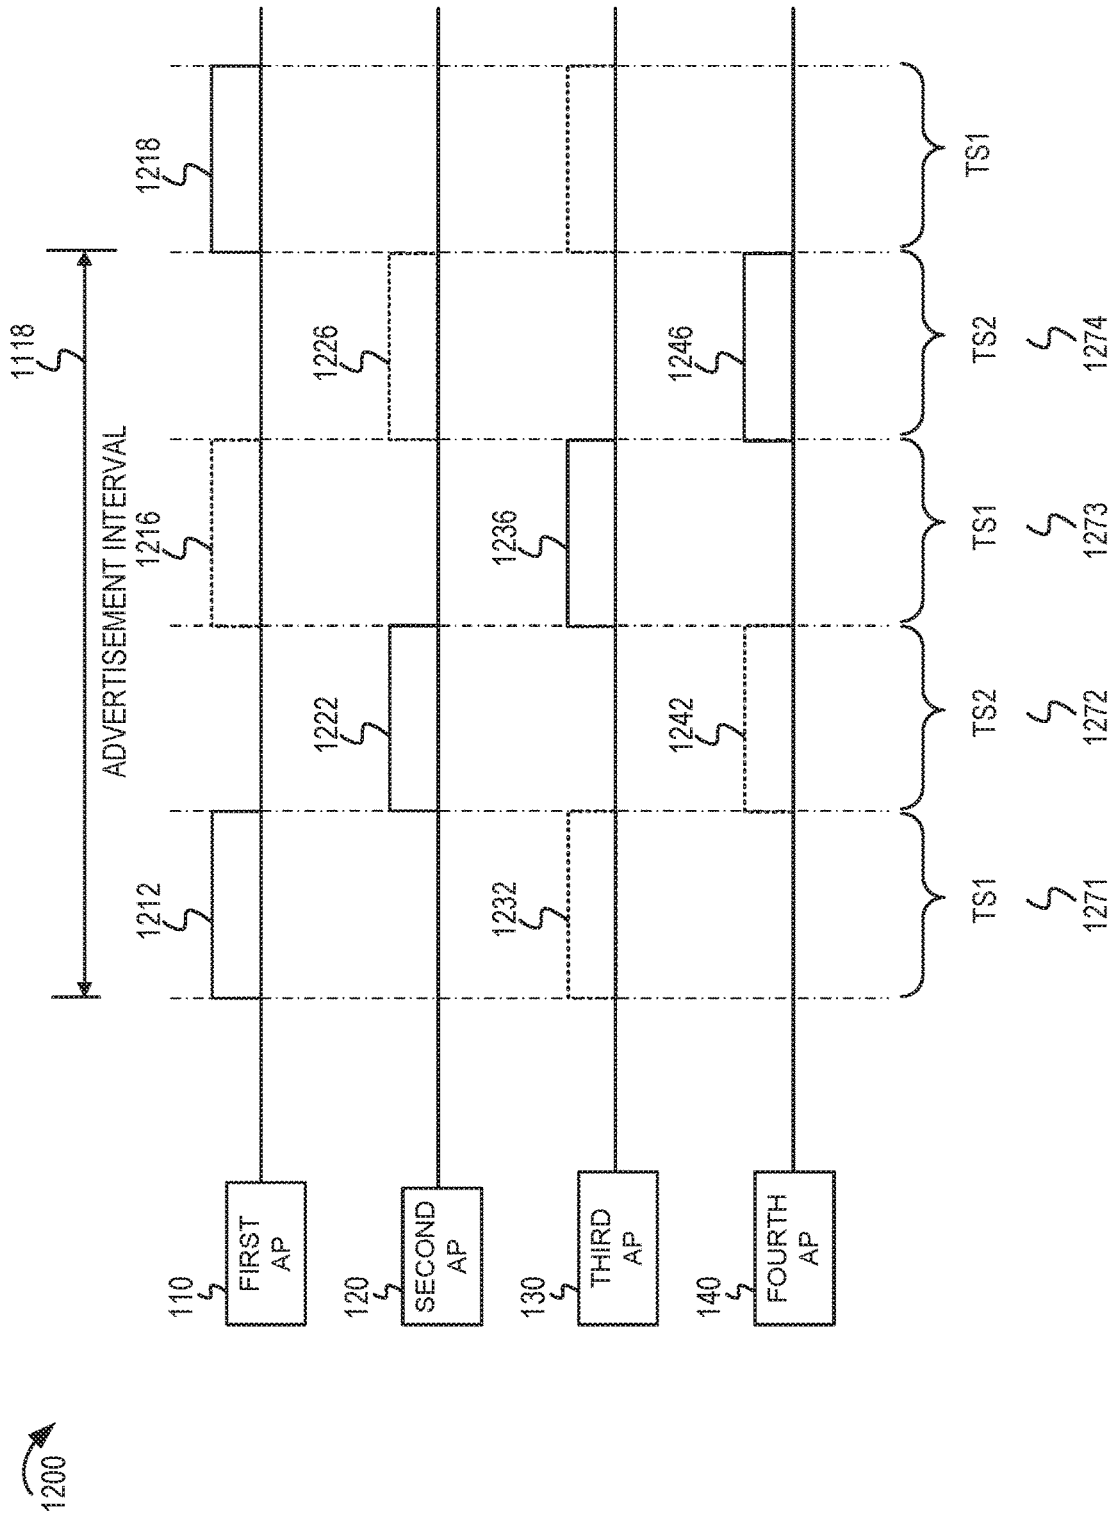 1200
1118
ADVERTISEMENT INTERVAL
110
FIRST
AP
1212
1216
1218
120
SECOND
AP
1222
1226
130
THIRD
AP
1232
1236
140
FOURTH
AP
1242
1246
TS1
TS2
TS1
TS2
TS1
1271
1272
1273
1274